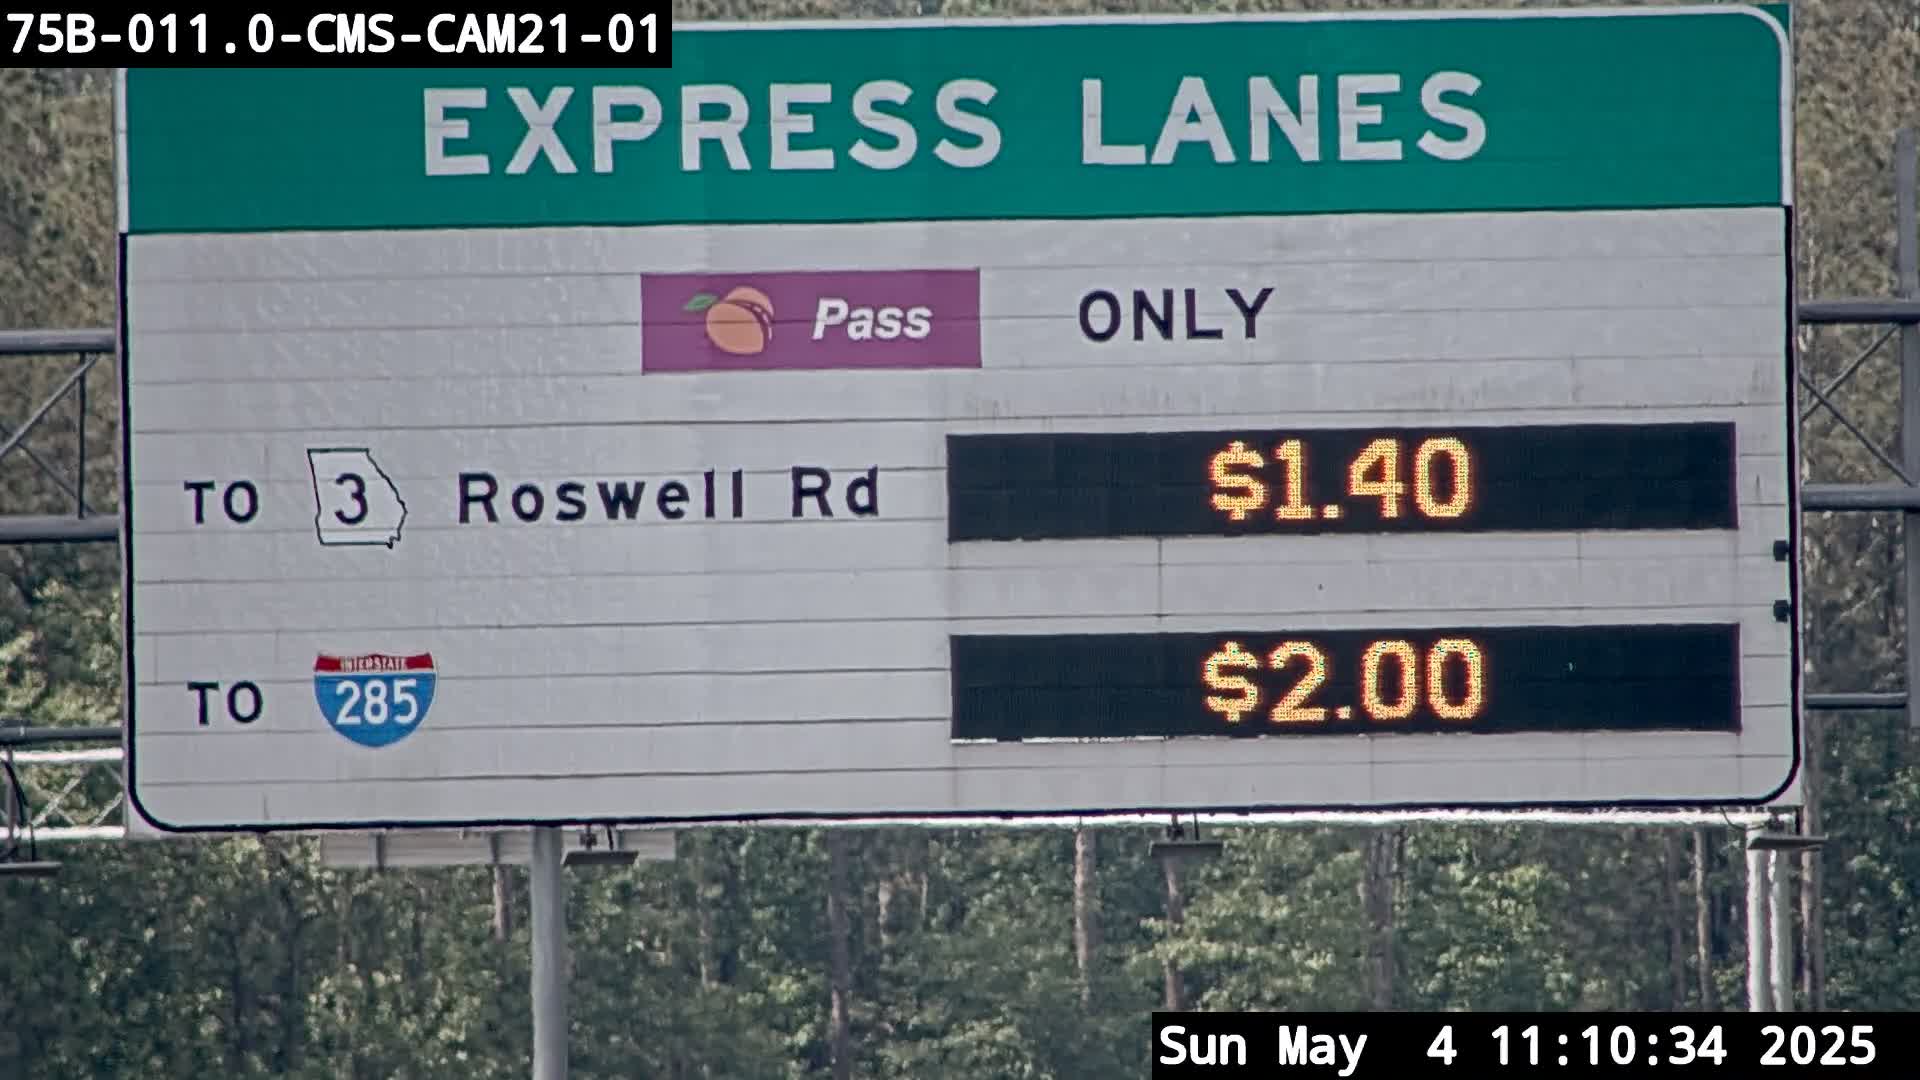 75B-011.0-CMS-CAM21-01
EXPRESS LANES
Pass ONLY
TO 3 Roswell Rd $1.40
INTERSTATE
TO 285 $2.00
Sun May 4 11:10:34 2025